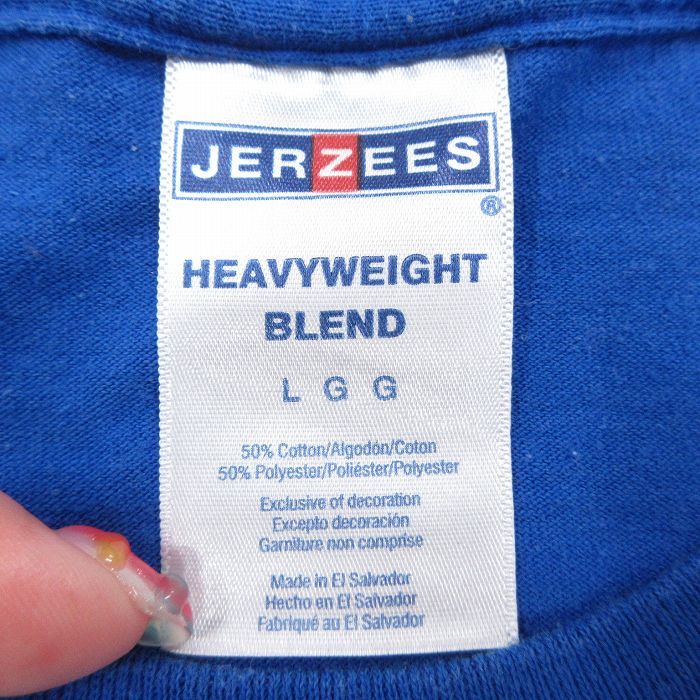 JERZEES
®
HEAVYWEIGHT
BLEND
L G G
50% Cotton/Algodón/Coton
50% Polyester/Poliéster/Polyester
Exclusive of decoration
Excepto decoración
Garniture non comprise
Made in El Salvador
Hecho en El Salvador
Fabriqué au El Salvador